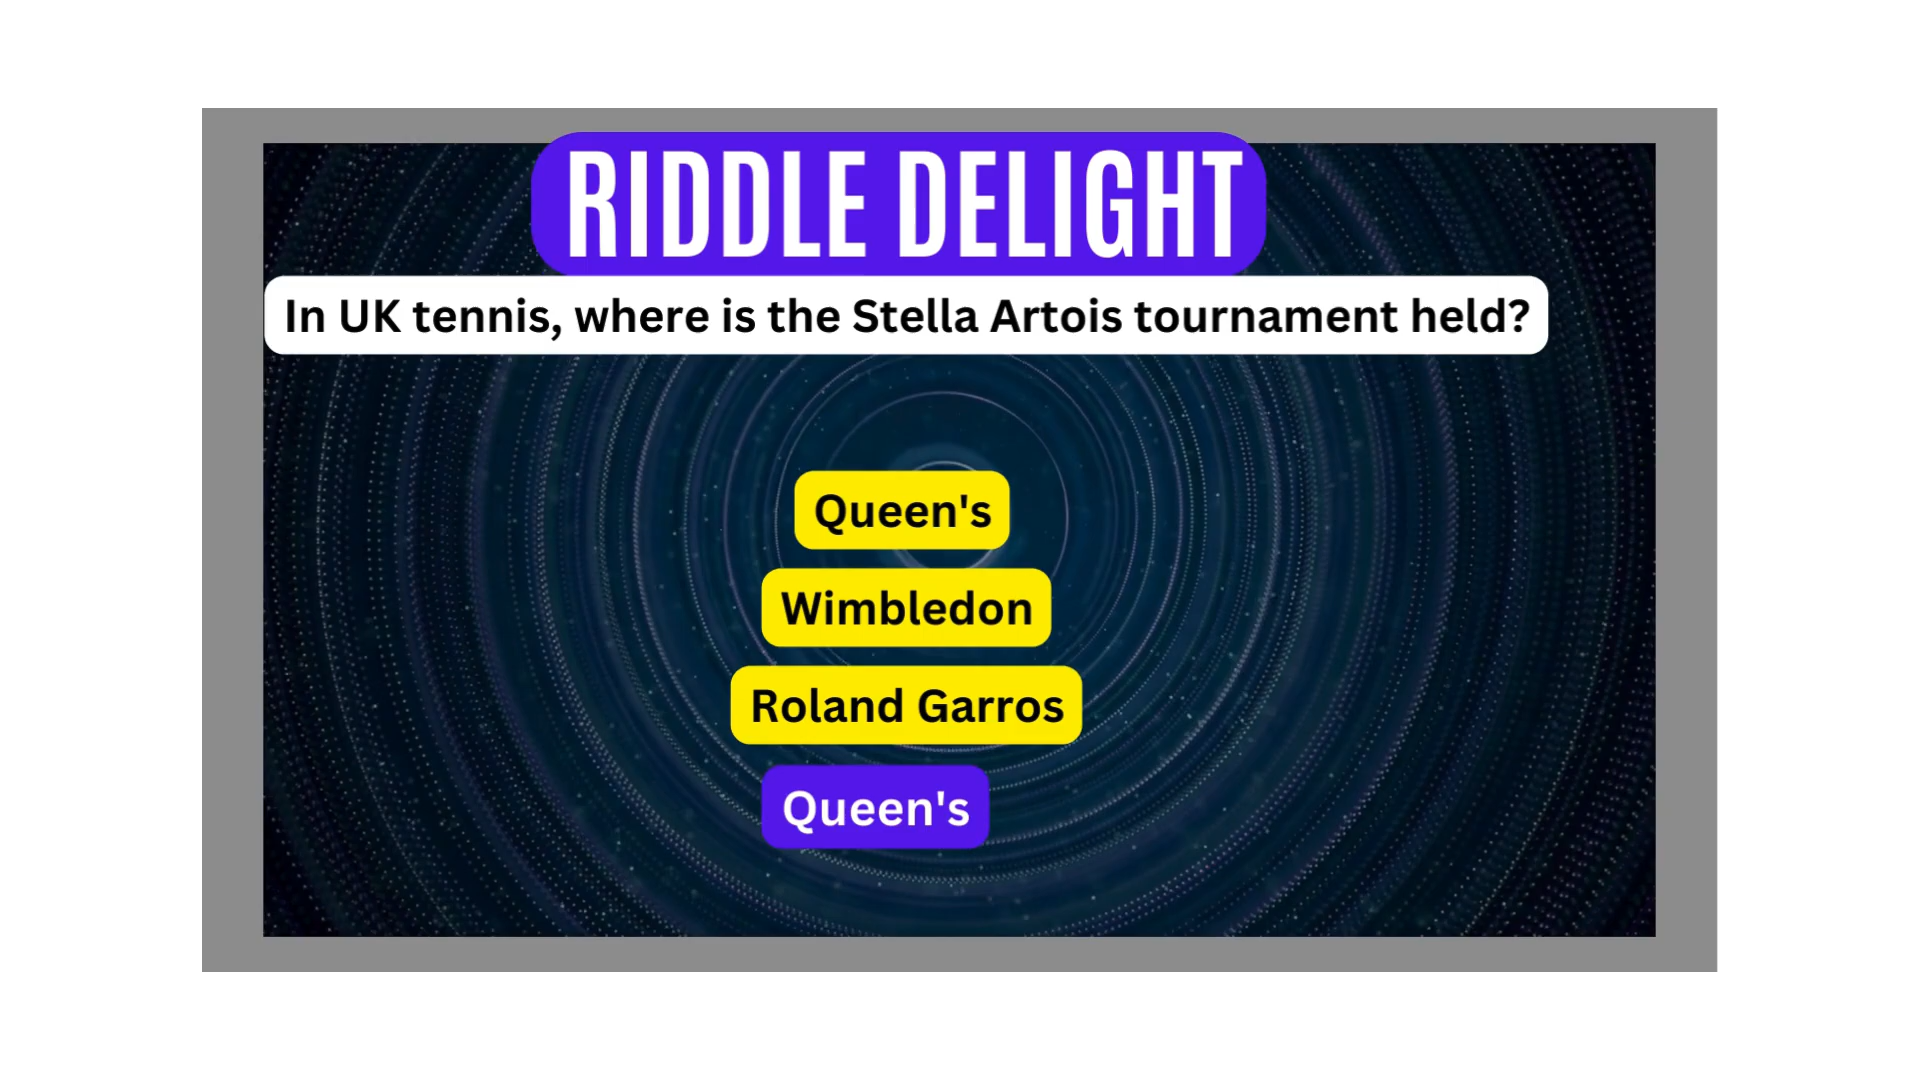 RIDDLE DELIGHT
In UK tennis, where is the Stella Artois tournament held?
Queen's
Wimbledon
Roland Garros
Queen's